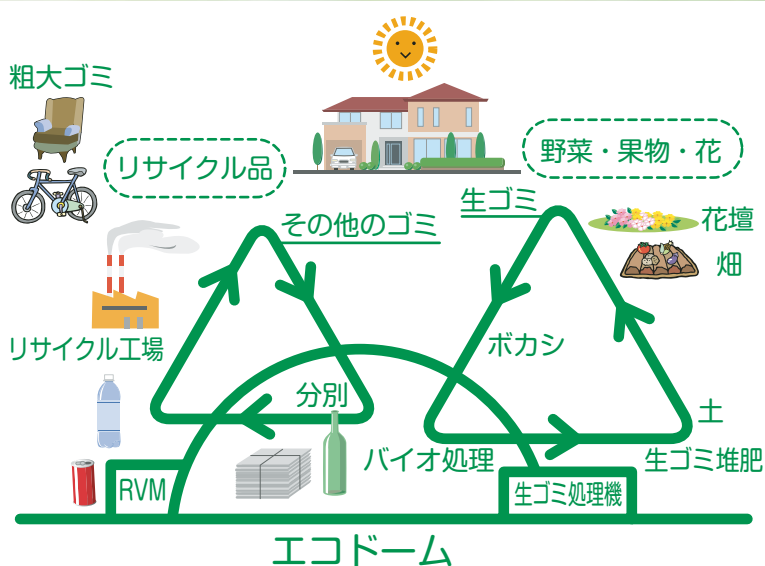 粗大ゴミ
リサイクル品
野菜・果物・花
生ゴミ
その他のゴミ
花壇
畑
リサイクル工場
ボカシ
分別
土
バイオ処理
生ゴミ堆肥
RVM
生ゴミ処理機
エコドーム